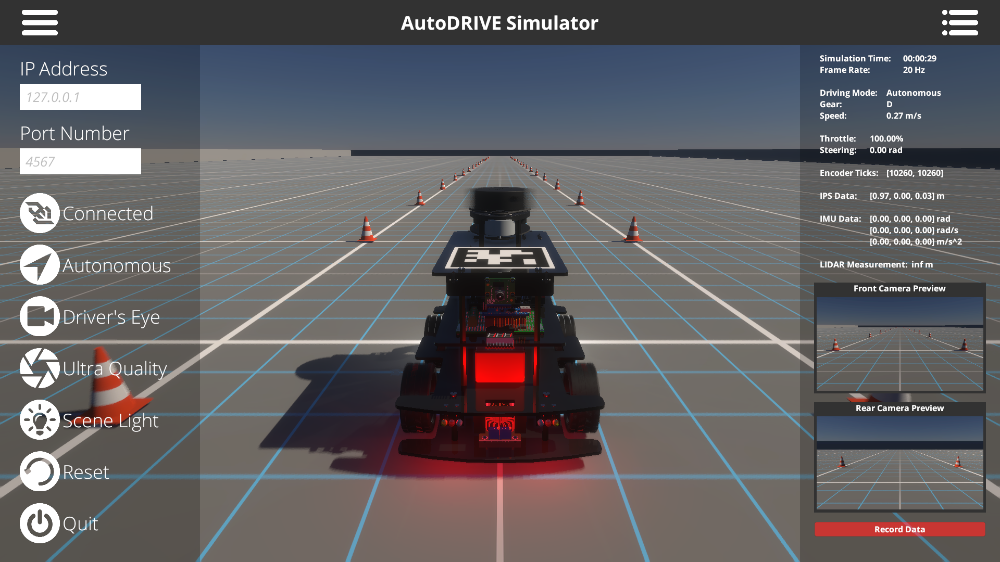 AutoDRIVE Simulator
IP Address
127.0.0.1
Port Number
4567
Connected
Autonomous
Driver's Eye
Ultra Quality
Scene Light
Reset
Quit
Simulation Time: 00:00:29
Frame Rate: 20 Hz
Driving Mode: Autonomous
Gear: D
Speed: 0.27 m/s
Throttle: 100.00%
Steering: 0.00 rad
Encoder Ticks: [10260, 10260]
IPS Data: [0.97, 0.00, 0.03] m
IMU Data: [0.00, 0.00, 0.00] rad
[0.00, 0.00, 0.00] rad/s
[0.00, 0.00, 0.00] m/s^2
LIDAR Measurement: inf m
Front Camera Preview
Rear Camera Preview
Record Data